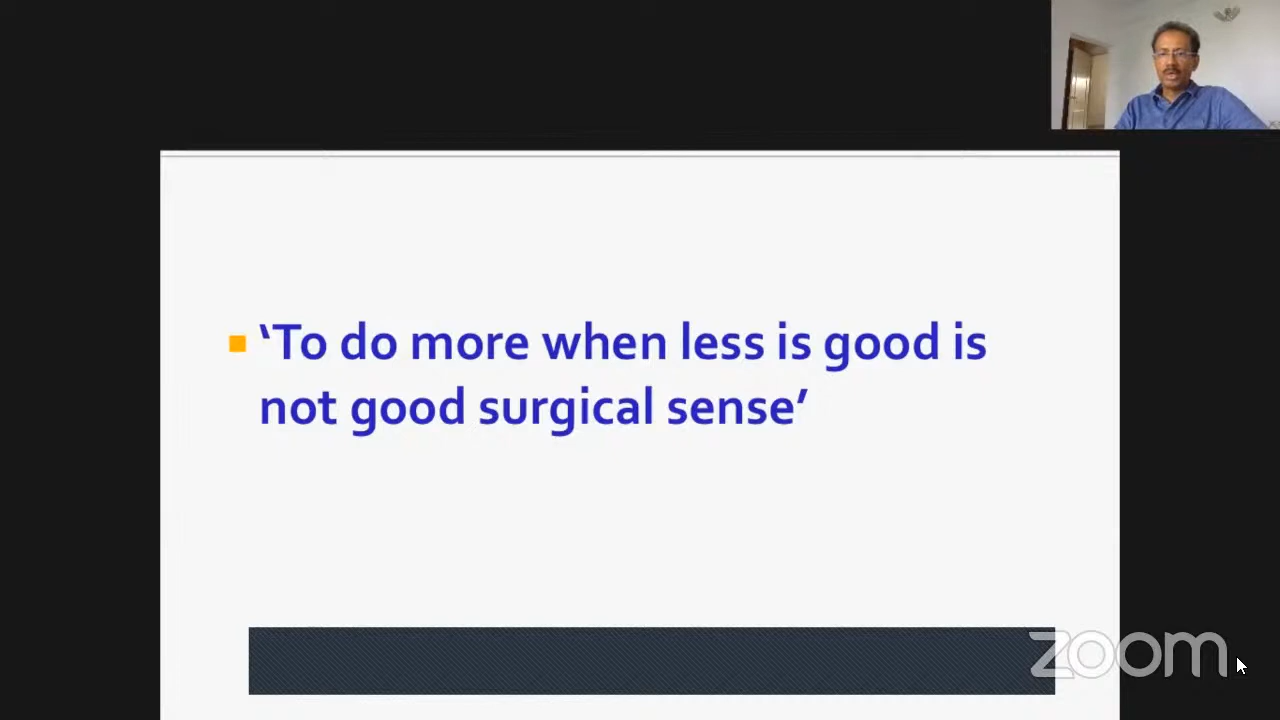 ‘To do more when less is good is
not good surgical sense’
zoom